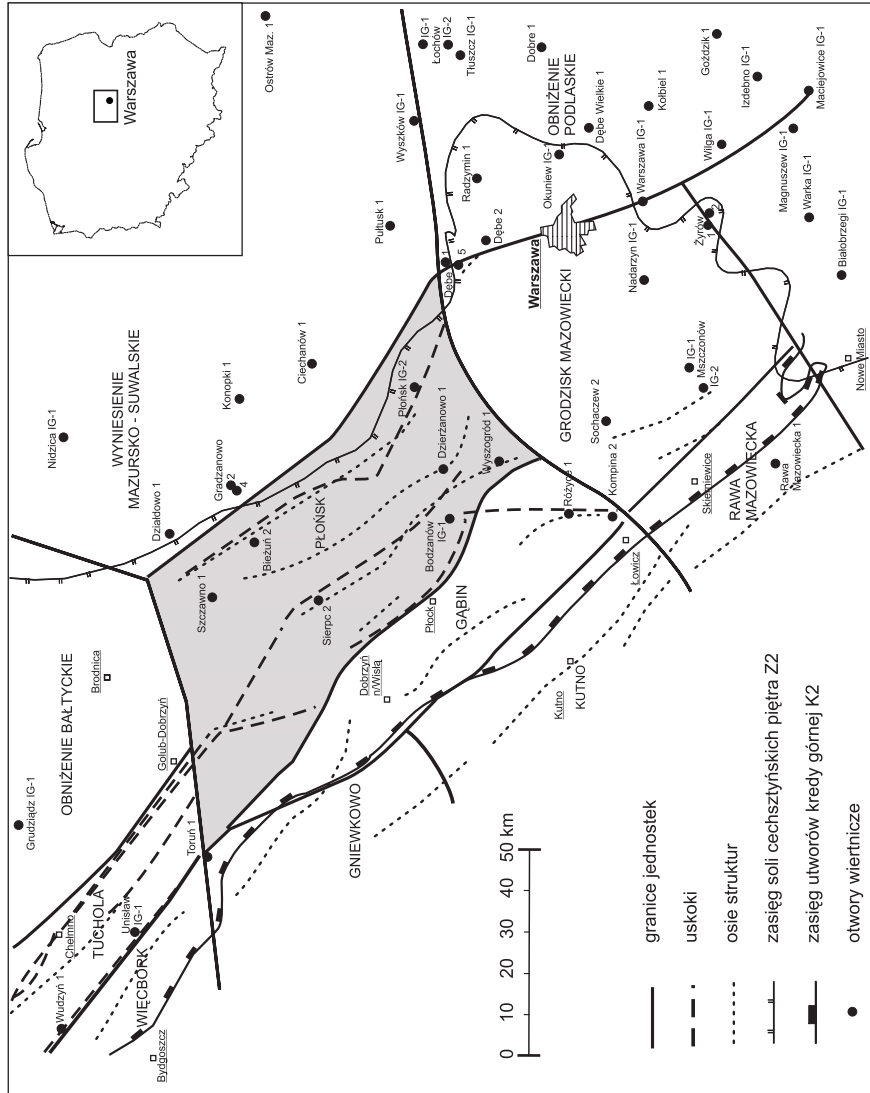 Warszawa
Ostrów Maz. 1
IG-1
Łochów
IG-2
Tłuszcz IG-1
Dobre 1
Goździk 1
Izdebno IG-1
Maciejowice IG-1
Wyszków IG-1
OBNIŻENIE
PODLASKIE
Dębe Wielkie 1
Kołbiel 1
Radzymin 1
Okuniew IG-1
Warszawa IG-1
Wilga IG-1
Magnuszew IG-1
Warka IG-1
Białobrzegi IG-1
Pułtusk 1
Dębe 2
Dębe 1
5
Warszawa
Nadarzyn IG-1
Żyrów
1
2
WYNIESIENIE
MAZURSKO - SUWALSKIE
Nidzica IG-1
Ciechanów 1
Konopki 1
Gradzanowo
2
4
Działdowo 1
Płońsk IG-2
Dzierżanowo 1
Wyszogród 1
GRODZISK MAZOWIECKI
Sochaczew 2
IG-1
Mszczonów
IG-2
Nowe Miasto
Bieżuń 2
PŁOŃSK
Bodzanów
IG-1
Różyce 1
Kompina 2
Skierniewice
RAWA
MAZOWIECKA
Rawa
Mazowiecka 1
Szczawno 1
Sierpc 2
Płock
GĄBIN
Łowicz
OBNIŻENIE BAŁTYCKIE
Brodnica
Dobrzyń
n/Wisłą
Kutno
KUTNO
Grudziądz IG-1
Golub-Dobrzyń
Toruń 1
GNIEWKOWO
Chełmno
TUCHOLA
Unisław
IG-1
Wudzyń 1
WIĘCBORK
Bydgoszcz
0 10 20 30 40 50 km
granice jednostek
uskoki
osie struktur
zasięg soli cechsztyńskich piętra Z2
zasięg utworów kredy górnej K2
otwory wiertnicze